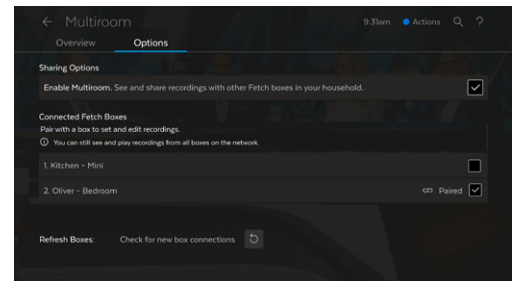 Multiroom
9 31am Actions
Overview Options
Sharing Options
Enable Multiroom. See and share recordings with other Fetch boxes in your household.
Connected Fetch Boxes
Pair with a box to set and edit recordings.
You can still see and play recordings from all boxes on the network.
1. Kitchen - Mini
2. Oliver - Bedroom Paired
Refresh Boxes: Check for new box connections